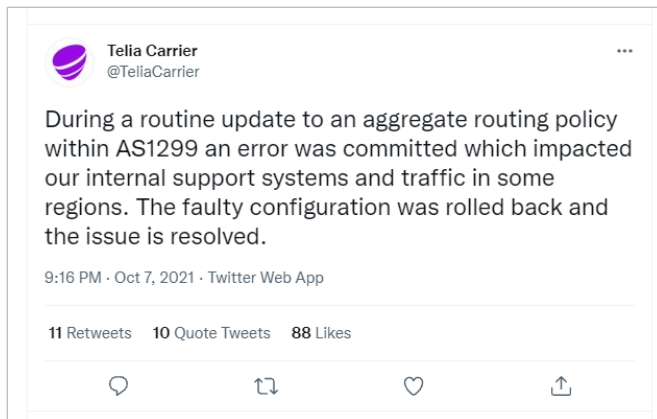 Telia Carrier
@TeliaCarrier
During a routine update to an aggregate routing policy
within AS1299 an error was committed which impacted
our internal support systems and traffic in some
regions. The faulty configuration was rolled back and
the issue is resolved.
9:16 PM · Oct 7, 2021 · Twitter Web App
11 Retweets 10 Quote Tweets 88 Likes